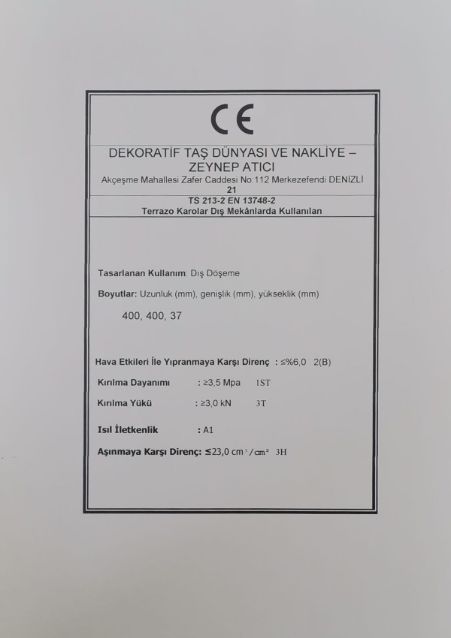 CE
DEKORATİF TAŞ DÜNYASI VE NAKLİYE –
ZEYNEP ATICI
Akçeşme Mahallesi Zafer Caddesi No:112 Merkezefendi DENİZLİ
21
TS 213-2 EN 13748-2
Terrazo Karolar Dış Mekânlarda Kullanılan
Tasarlanan Kullanım: Dış Döşeme
Boyutlar: Uzunluk (mm), genişlik (mm), yükseklik (mm)
400, 400, 37
Hava Etkileri İle Yıpranmaya Karşı Direnç : ≤%6,0 2(B)
Kırılma Dayanımı : ≥3,5 Mpa 1ST
Kırılma Yükü : ≥3,0 kN 3T
Isıl İletkenlik : A1
Aşınmaya Karşı Direnç: ≤23,0 cm³/cm² 3H